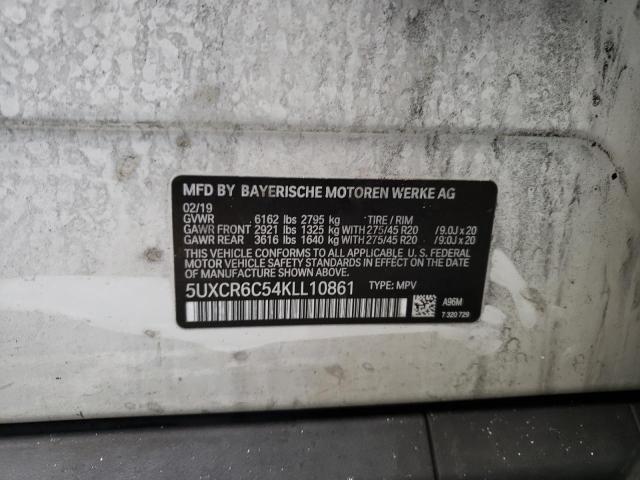 MFD BY BAYERISCHE MOTOREN WERKE AG
02/19
GVWR 6162 lbs 2795 kg TIRE / RIM
GAWR FRONT 2921 lbs 1325 kg WITH 275/45 R20 /9.0J x 20
GAWR REAR 3616 lbs 1640 kg WITH 275/45 R20 /9.0J x 20
THIS VEHICLE CONFORMS TO ALL APPLICABLE U. S. FEDERAL
MOTOR VEHICLE SAFETY STANDARDS IN EFFECT ON THE
DATE OF MANUFACTURE SHOWN ABOVE.
5UXCR6C54KLL10861 TYPE: MPV
A96M
7 320 729